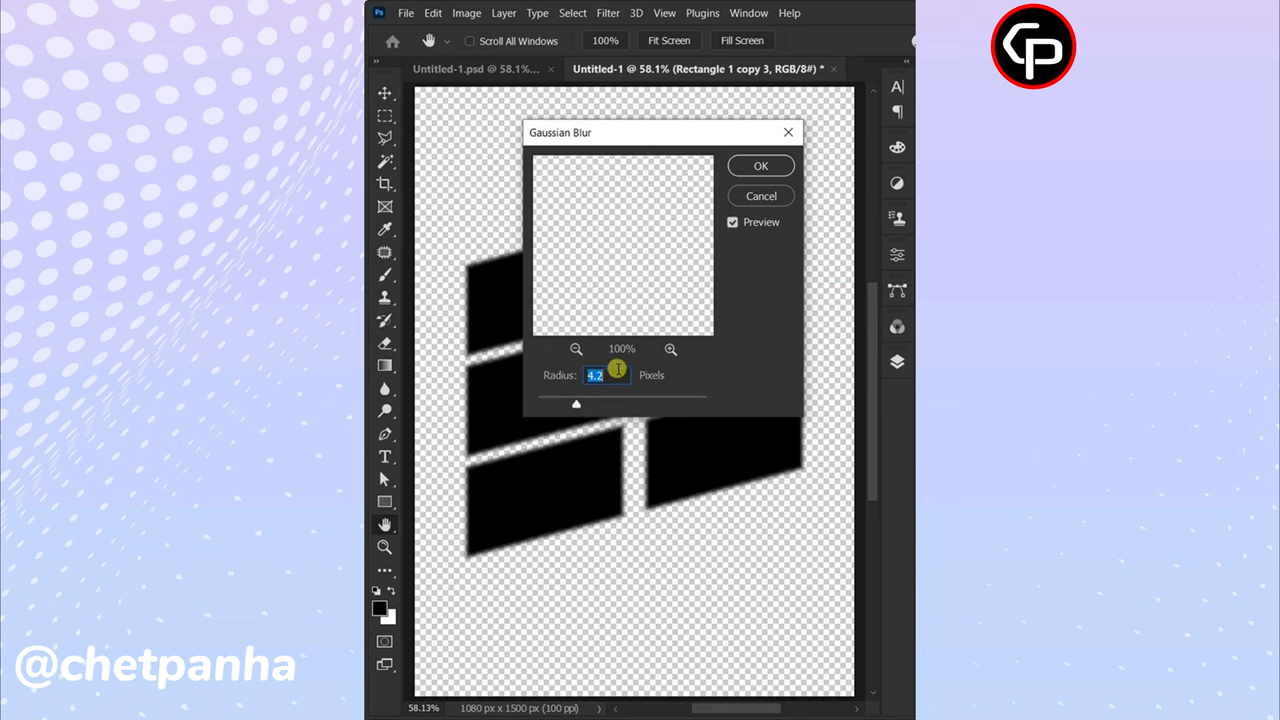 Ps File Edit Image Layer Type Select Filter 3D View Plugins Window Help
Scroll All Windows 100% Fit Screen Fill Screen
Untitled-1.psd @ 58.1%... × Untitled-1 @ 58.1% (Rectangle 1 copy 3, RGB/8#) * ×
Gaussian Blur
OK
Cancel
Preview
100%
Radius: 4.2 Pixels
58.13% 1080 px x 1500 px (100 ppi)
@chetpanha
CP